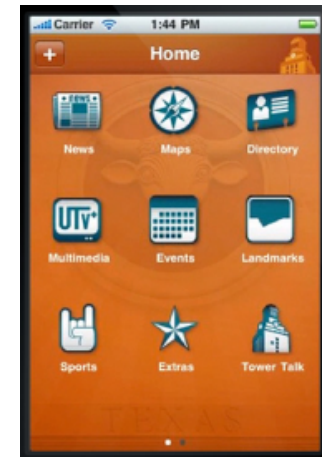 Carrier 1:44 PM
+ Home
NEWS
News Maps Directory
UTv+
Multimedia Events Landmarks
Sports Extras Tower Talk
TEXAS